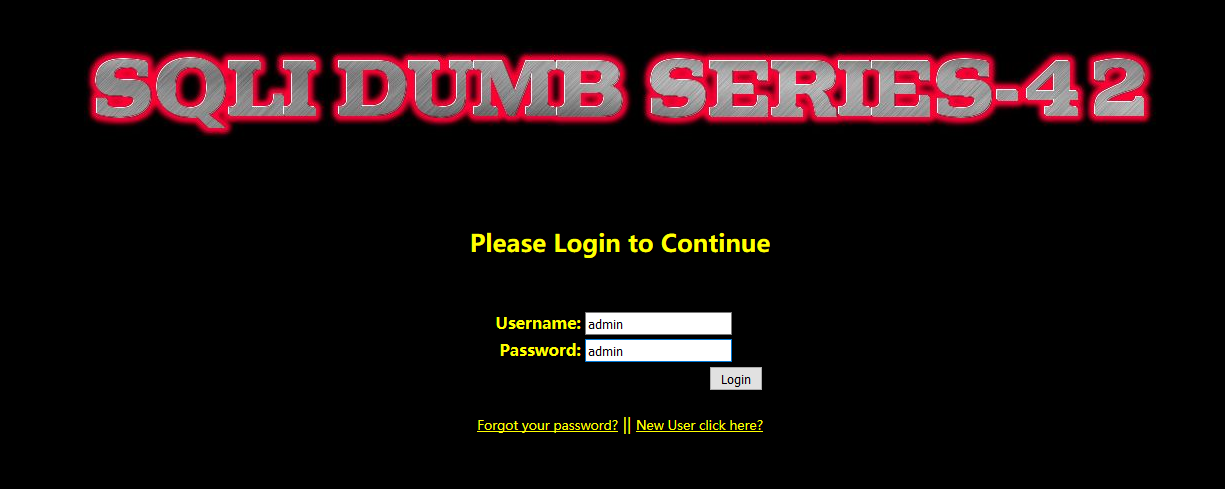 SQLI DUMB SERIES-42
Please Login to Continue
Username: admin
Password: admin
Login
Forgot your password? || New User click here?